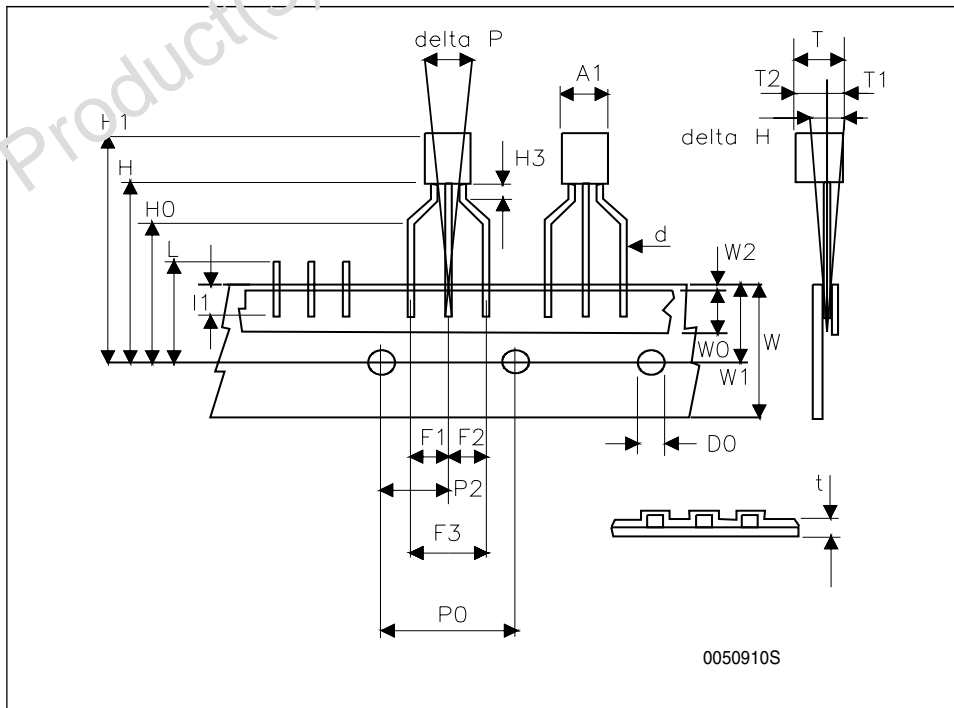 Product(s)
delta P
T
A1
T2
T1
H1
delta H
H
H3
H0
d
L
W2
I1
W0
W
W1
F1
F2
D0
P2
t
F3
P0
0050910S